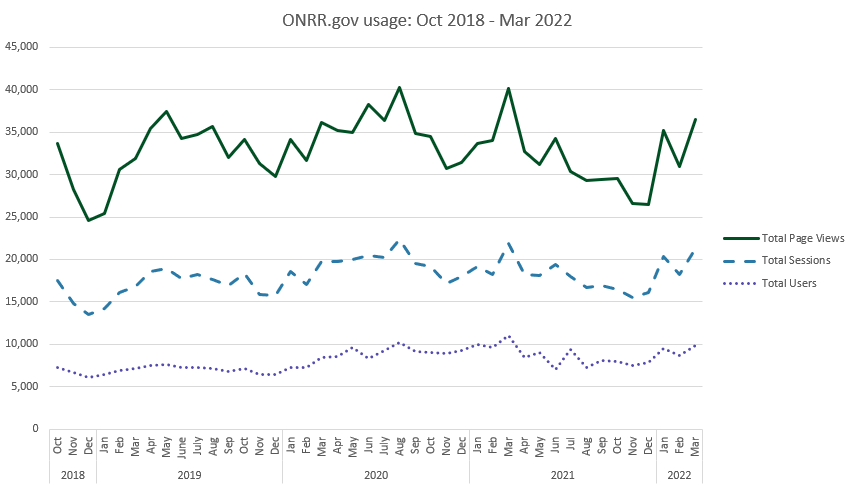 ONRR.gov usage: Oct 2018 - Mar 2022
45,000
40,000
35,000
30,000
25,000
20,000
15,000
10,000
5,000
0
Total Page Views
Total Sessions
Total Users
Oct Nov Dec Jan Feb Mar Apr May June July Aug Sep Oct Nov Dec Jan Feb Mar Apr May Jun Jul Aug Sep Oct Nov Dec Jan Feb Mar Apr May Jun Jul Aug Sep Oct Nov Dec Jan Feb Mar
2018 2019 2020 2021 2022